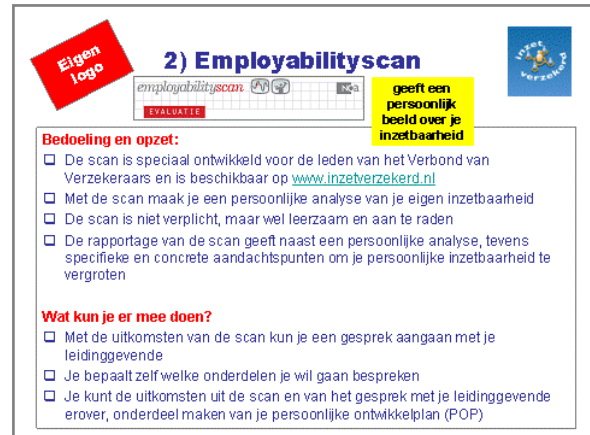 Eigen
logo
2) Employabilityscan
inzet
verzekerd
employabilityscan
EVALUATIE
geeft een
persoonlijk
beeld over je
inzetbaarheid
Bedoeling en opzet:
De scan is speciaal ontwikkeld voor de leden van het Verbond van
Verzekeraars en is beschikbaar op www.inzetverzekerd.nl
Met de scan maak je een persoonlijke analyse van je eigen inzetbaarheid
De scan is niet verplicht, maar wel leerzaam en aan te raden
De rapportage van de scan geeft naast een persoonlijke analyse, tevens
specifieke en concrete aandachtspunten om je persoonlijke inzetbaarheid te
vergroten
Wat kun je er mee doen?
Met de uitkomsten van de scan kun je een gesprek aangaan met je
leidinggevende
Je bepaalt zelf welke onderdelen je wil gaan bespreken
Je kunt de uitkomsten uit de scan en van het gesprek met je leidinggevende
erover, onderdeel maken van je persoonlijke ontwikkelplan (POP)